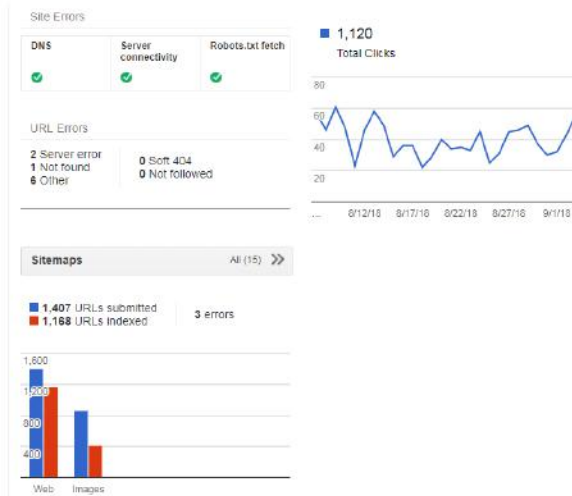 Site Errors
DNS
Server connectivity
Robots.txt fetch
URL Errors
2 Server error
1 Not found
6 Other
0 Soft 404
0 Not followed
Sitemaps
All (15)
1,407 URLs submitted
1,168 URLs indexed
3 errors
1,600
1,200
800
400
Web Images
1,120
Total Clicks
80
60
40
20
... 8/12/18 8/17/18 8/22/18 8/27/18 9/1/18